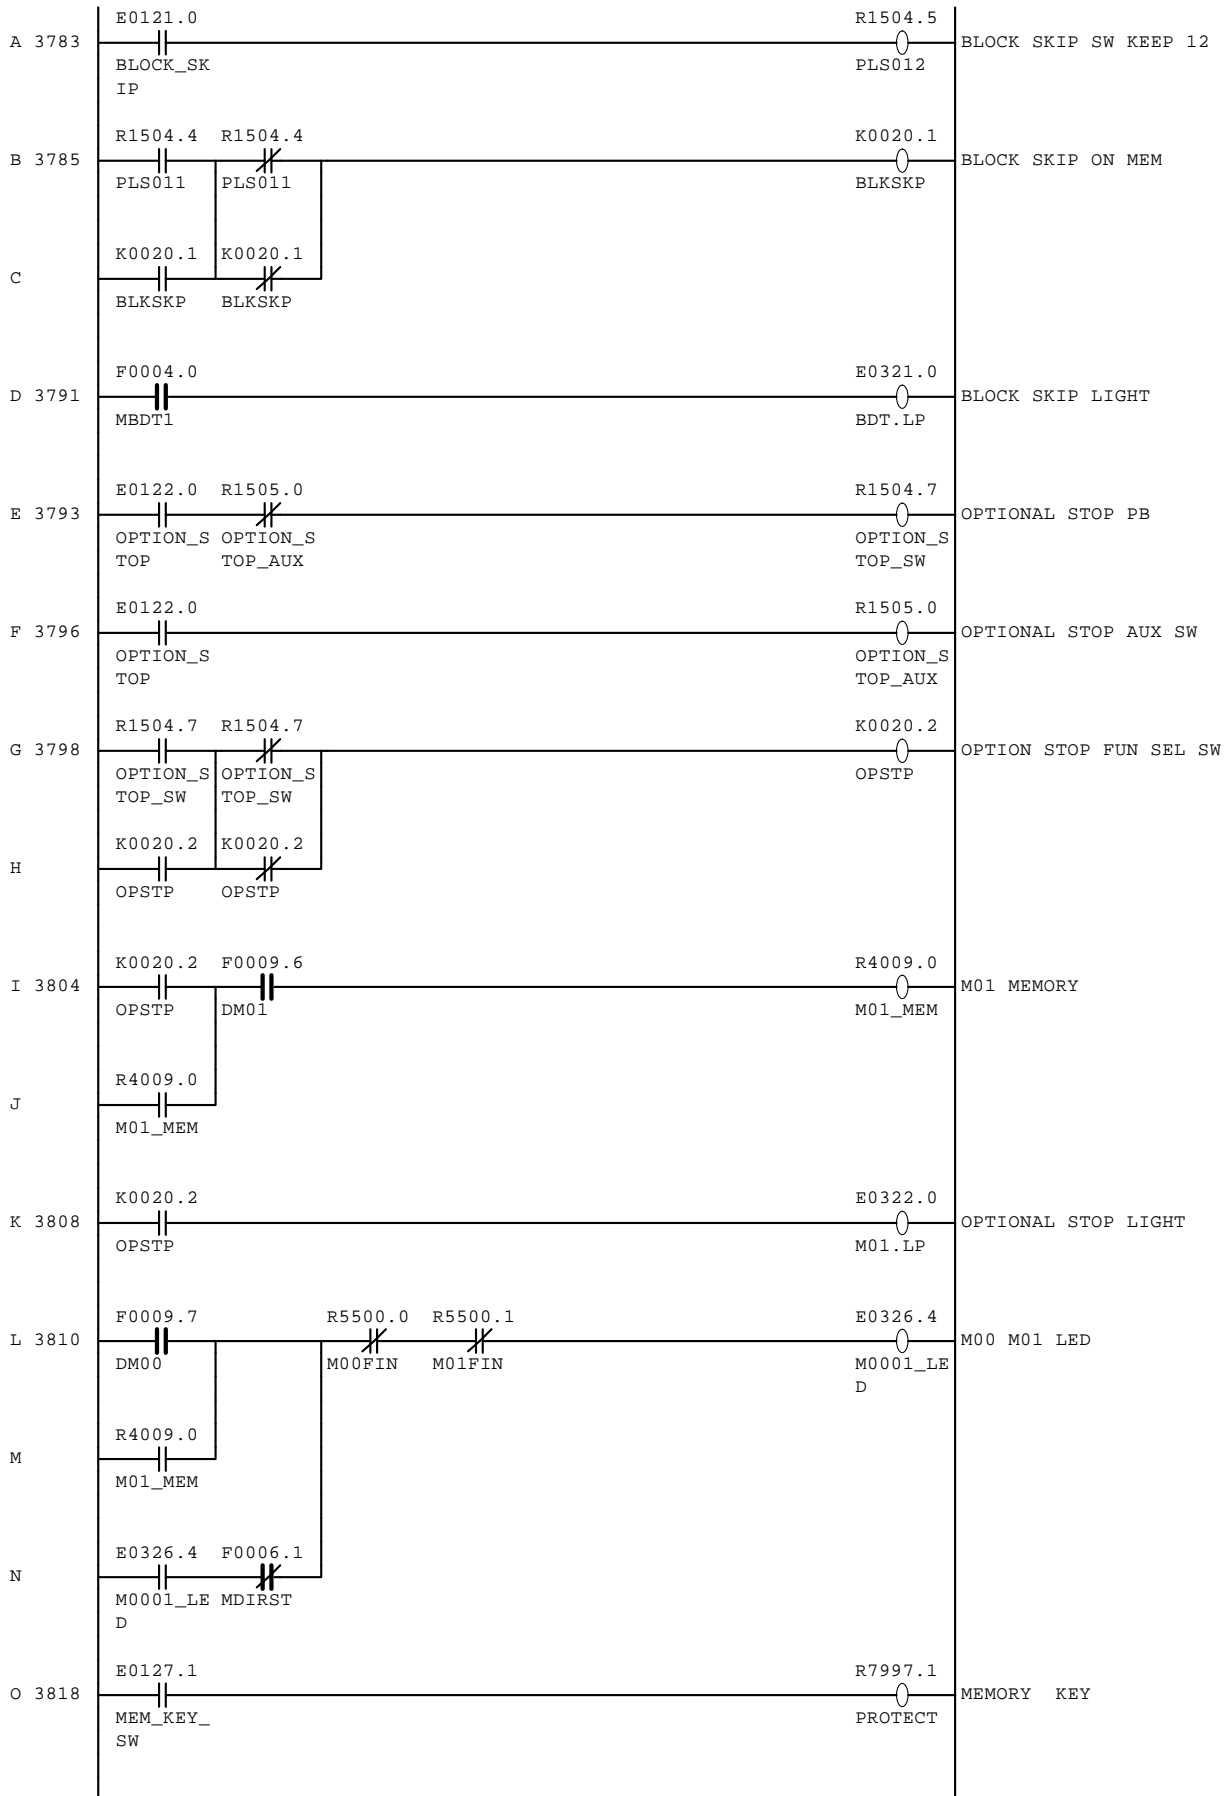 E0121.0 R1504.5
A 3783 BLOCK SKIP SW KEEP 12
BLOCK_SK PLS012
IP
R1504.4 R1504.4 K0020.1
B 3785 BLOCK SKIP ON MEM
PLS011 PLS011 BLKSKP
K0020.1 K0020.1
C
BLKSKP BLKSKP
F0004.0 E0321.0
D 3791 BLOCK SKIP LIGHT
MBDT1 BDT.LP
E0122.0 R1505.0 R1504.7
E 3793 OPTIONAL STOP PB
OPTION_S OPTION_S OPTION_S
TOP TOP_AUX TOP_SW
E0122.0 R1505.0
F 3796 OPTIONAL STOP AUX SW
OPTION_S OPTION_S
TOP TOP_AUX
R1504.7 R1504.7 K0020.2
G 3798 OPTION STOP FUN SEL SW
OPTION_S OPTION_S OPSTP
TOP_SW TOP_SW
K0020.2 K0020.2
H
OPSTP OPSTP
K0020.2 F0009.6 R4009.0
I 3804 M01 MEMORY
OPSTP DM01 M01_MEM
R4009.0
J
M01_MEM
K0020.2 E0322.0
K 3808 OPTIONAL STOP LIGHT
OPSTP M01.LP
F0009.7 R5500.0 R5500.1 E0326.4
L 3810 M00 M01 LED
DM00 M00FIN M01FIN M0001_LE
D
R4009.0
M
M01_MEM
E0326.4 F0006.1
N
M0001_LE MDIRST
D
E0127.1 R7997.1
O 3818 MEMORY KEY
MEM_KEY_ PROTECT
SW